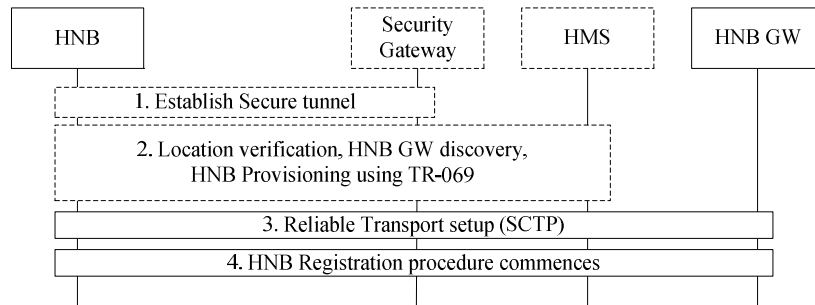 HNB
Security
Gateway
HMS
HNB GW
1. Establish Secure tunnel
2. Location verification, HNB GW discovery,
HNB Provisioning using TR-069
3. Reliable Transport setup (SCTP)
4. HNB Registration procedure commences